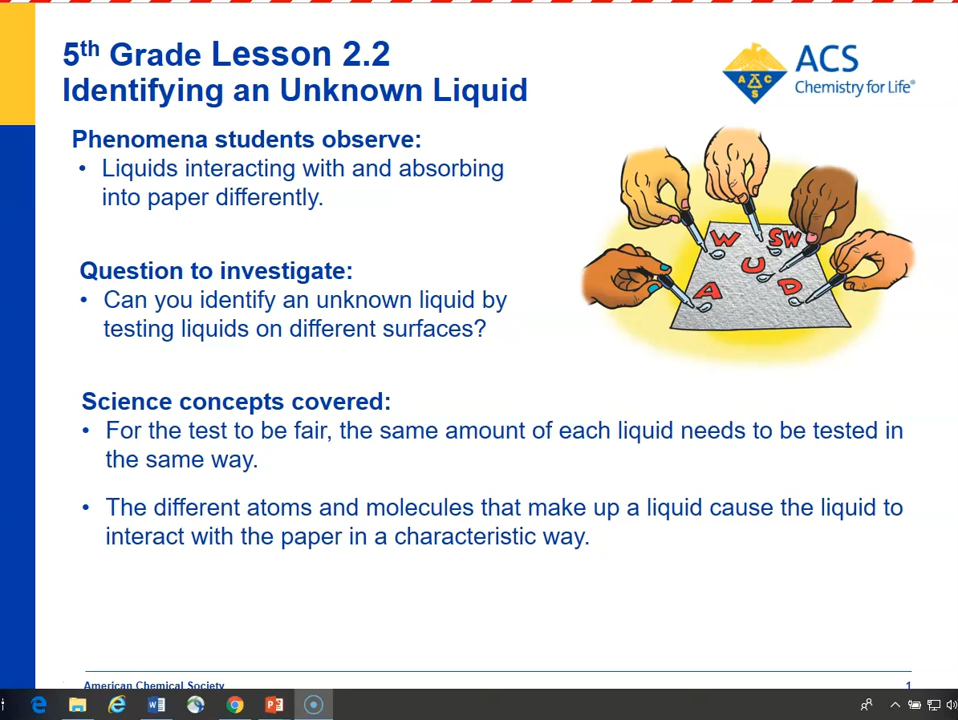 5th Grade Lesson 2.2
Identifying an Unknown Liquid
ACS
Chemistry for Life®
A C C
S
Phenomena students observe:
• Liquids interacting with and absorbing
into paper differently.
W SW
U
A D
Question to investigate:
• Can you identify an unknown liquid by
testing liquids on different surfaces?
Science concepts covered:
• For the test to be fair, the same amount of each liquid needs to be tested in
the same way.
• The different atoms and molecules that make up a liquid cause the liquid to
interact with the paper in a characteristic way.
American Chemical Society 1